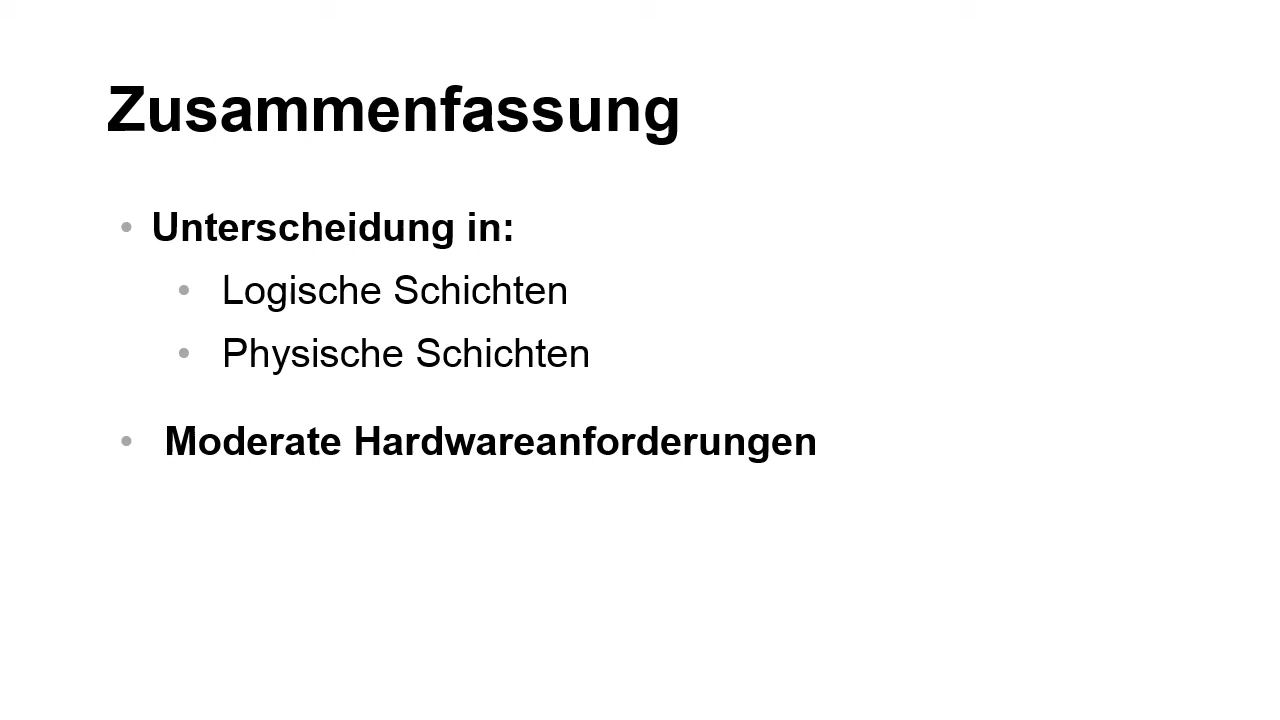 Zusammenfassung
• Unterscheidung in:
• Logische Schichten
• Physische Schichten
• Moderate Hardwareanforderungen